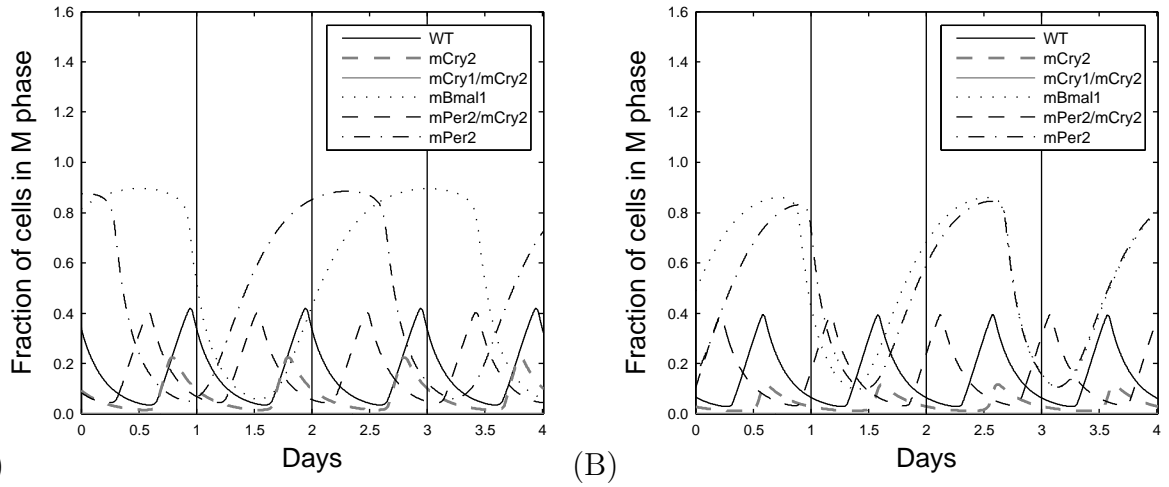 1.6
1.4
1.2
1.0
0.8
0.6
0.4
0.2
0.0
Fraction of cells in M phase
0
0.5
1
1.5
2
2.5
3
3.5
4
Days
WT
mCry2
mCry1/mCry2
mBmal1
mPer2/mCry2
mPer2
)
(B)
1.6
1.4
1.2
1.0
0.8
0.6
0.4
0.2
0.0
Fraction of cells in M phase
0
0.5
1
1.5
2
2.5
3
3.5
4
Days
WT
mCry2
mCry1/mCry2
mBmal1
mPer2/mCry2
mPer2